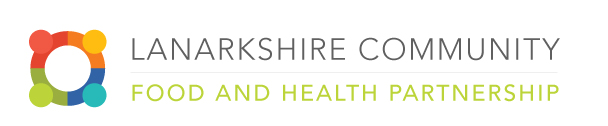 LANARKSHIRE COMMUNITY
FOOD AND HEALTH PARTNERSHIP